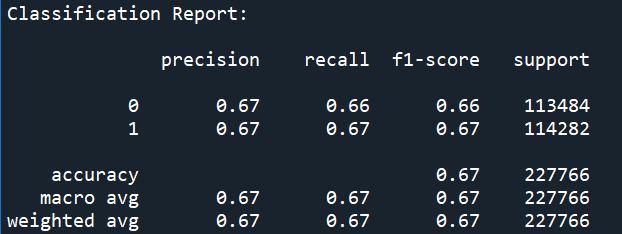 Classification Report:
precision recall f1-score support
0 0.67 0.66 0.66 113484
1 0.67 0.67 0.67 114282
accuracy 0.67 227766
macro avg 0.67 0.67 0.67 227766
weighted avg 0.67 0.67 0.67 227766